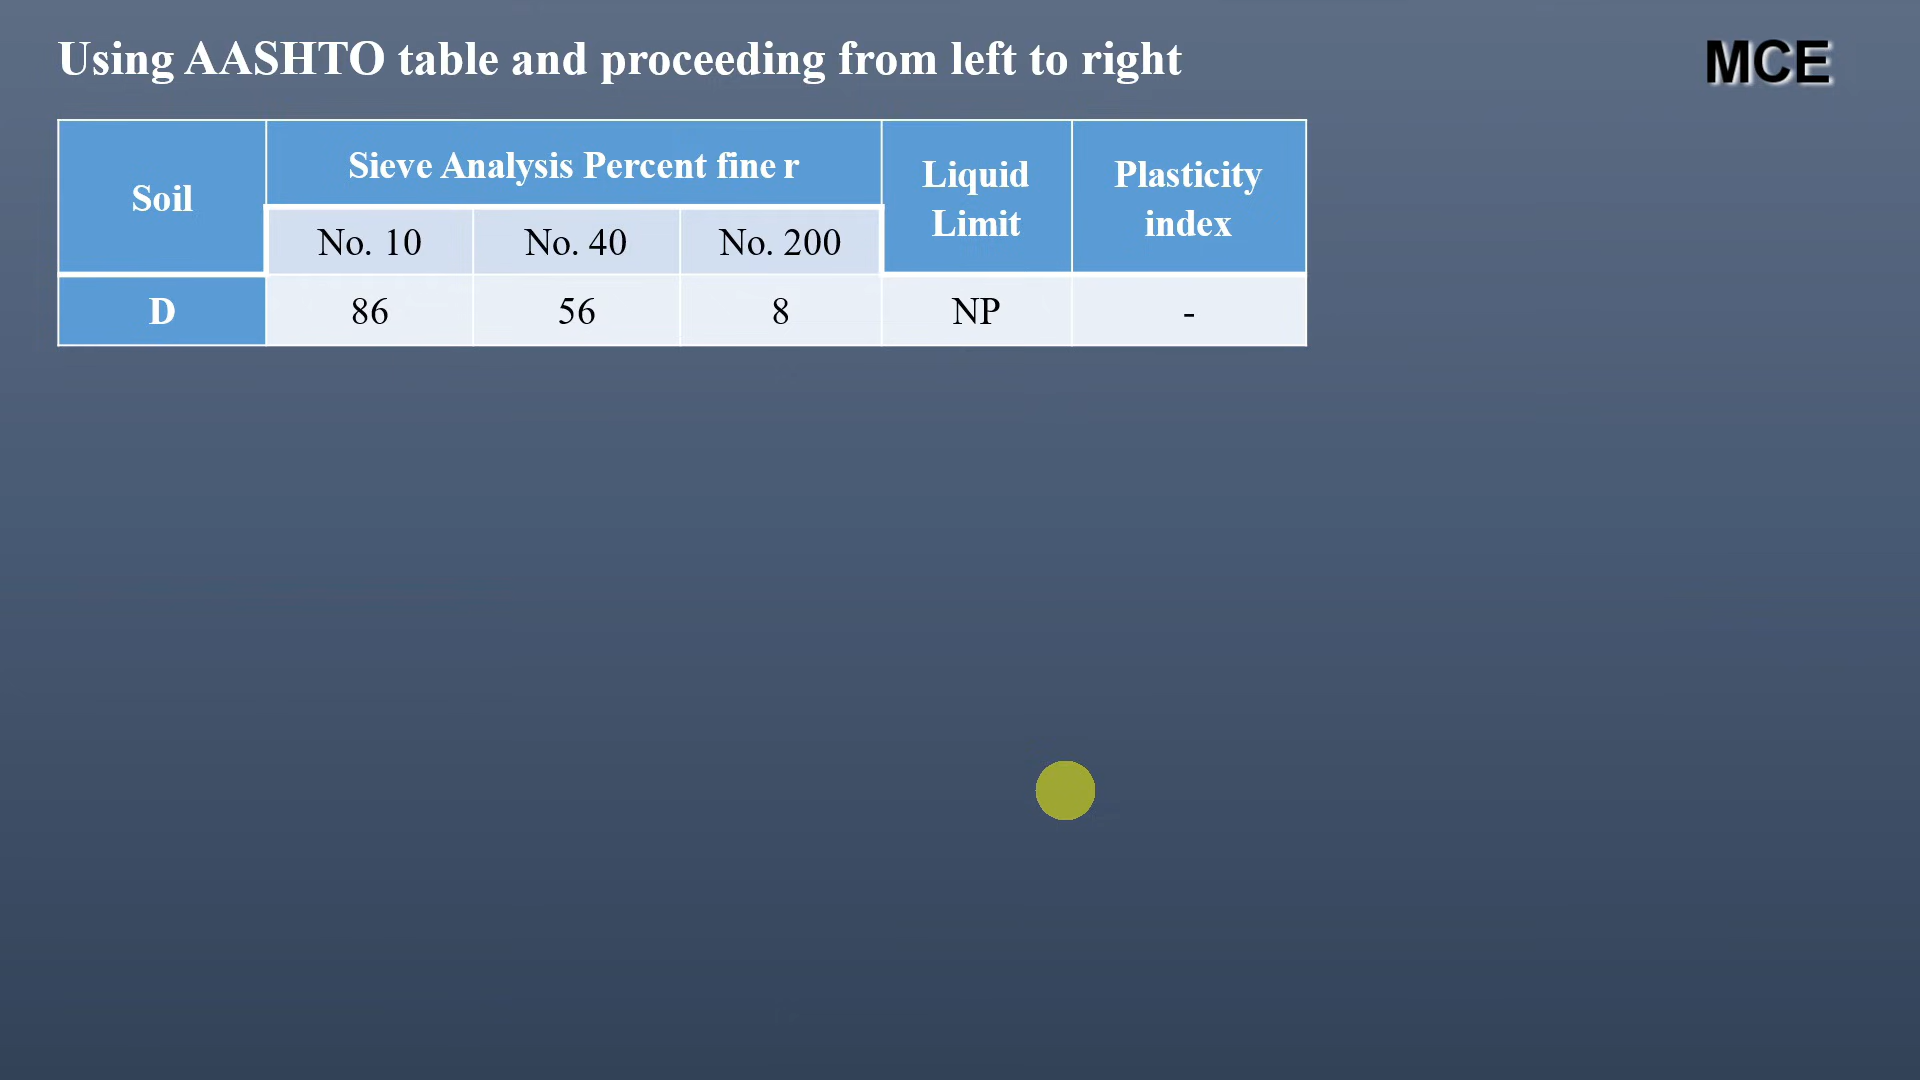 Using AASHTO table and proceeding from left to right
MCE
Soil
Sieve Analysis Percent fine r
Liquid
Limit
Plasticity
index
No. 10 No. 40 No. 200
D 86 56 8 NP -